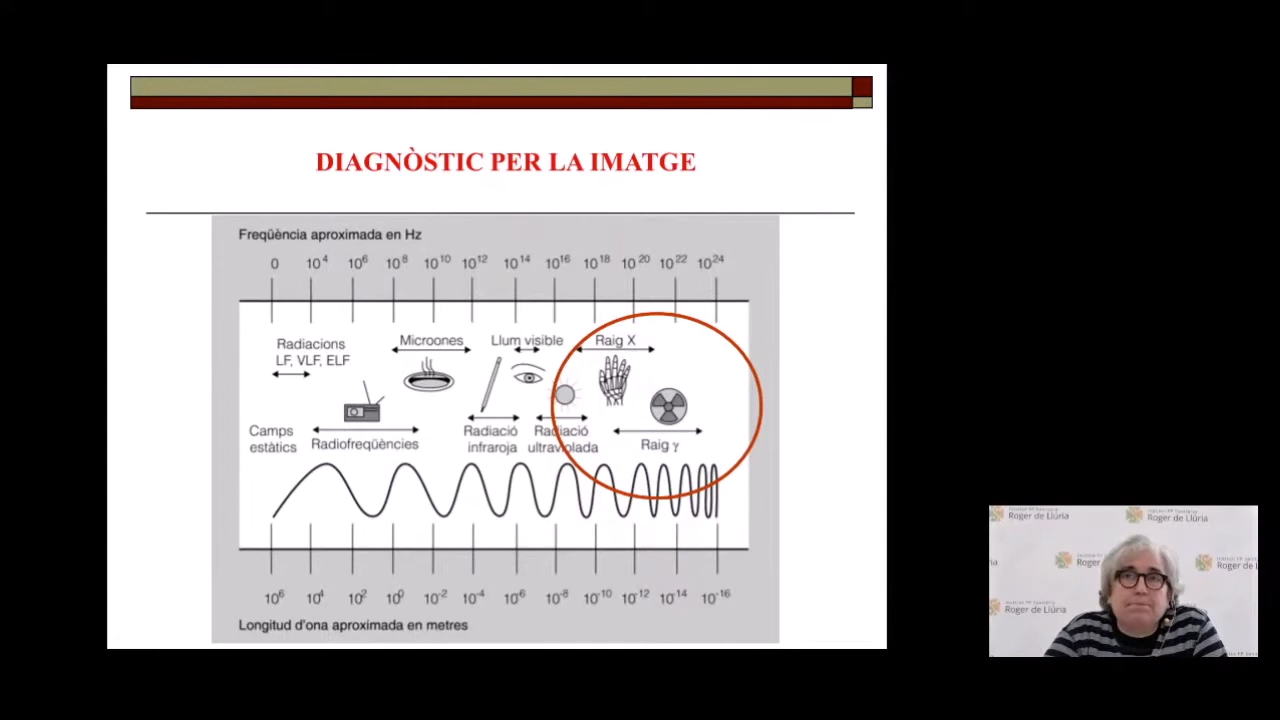 DIAGNÒSTIC PER LA IMATGE
Freqüència aproximada en Hz
0 10⁴ 10⁶ 10⁸ 10¹⁰ 10¹² 10¹⁴ 10¹⁶ 10¹⁸ 10²⁰ 10²² 10²⁴
Radiacions
LF, VLF, ELF
Microones
Llum visible
Raig X
Camps
estàtics
Radiofreqüències
Radiació
infraroja
Radiació
ultraviolada
Raig γ
10⁶ 10⁴ 10² 10⁰ 10⁻² 10⁻⁴ 10⁻⁶ 10⁻⁸ 10⁻¹⁰ 10⁻¹² 10⁻¹⁴ 10⁻¹⁶
Longitud d'ona aproximada en metres
Roger de Llúria
Roger de Llúria
Roger de Llúria
Roger de L
Roger de Llúria